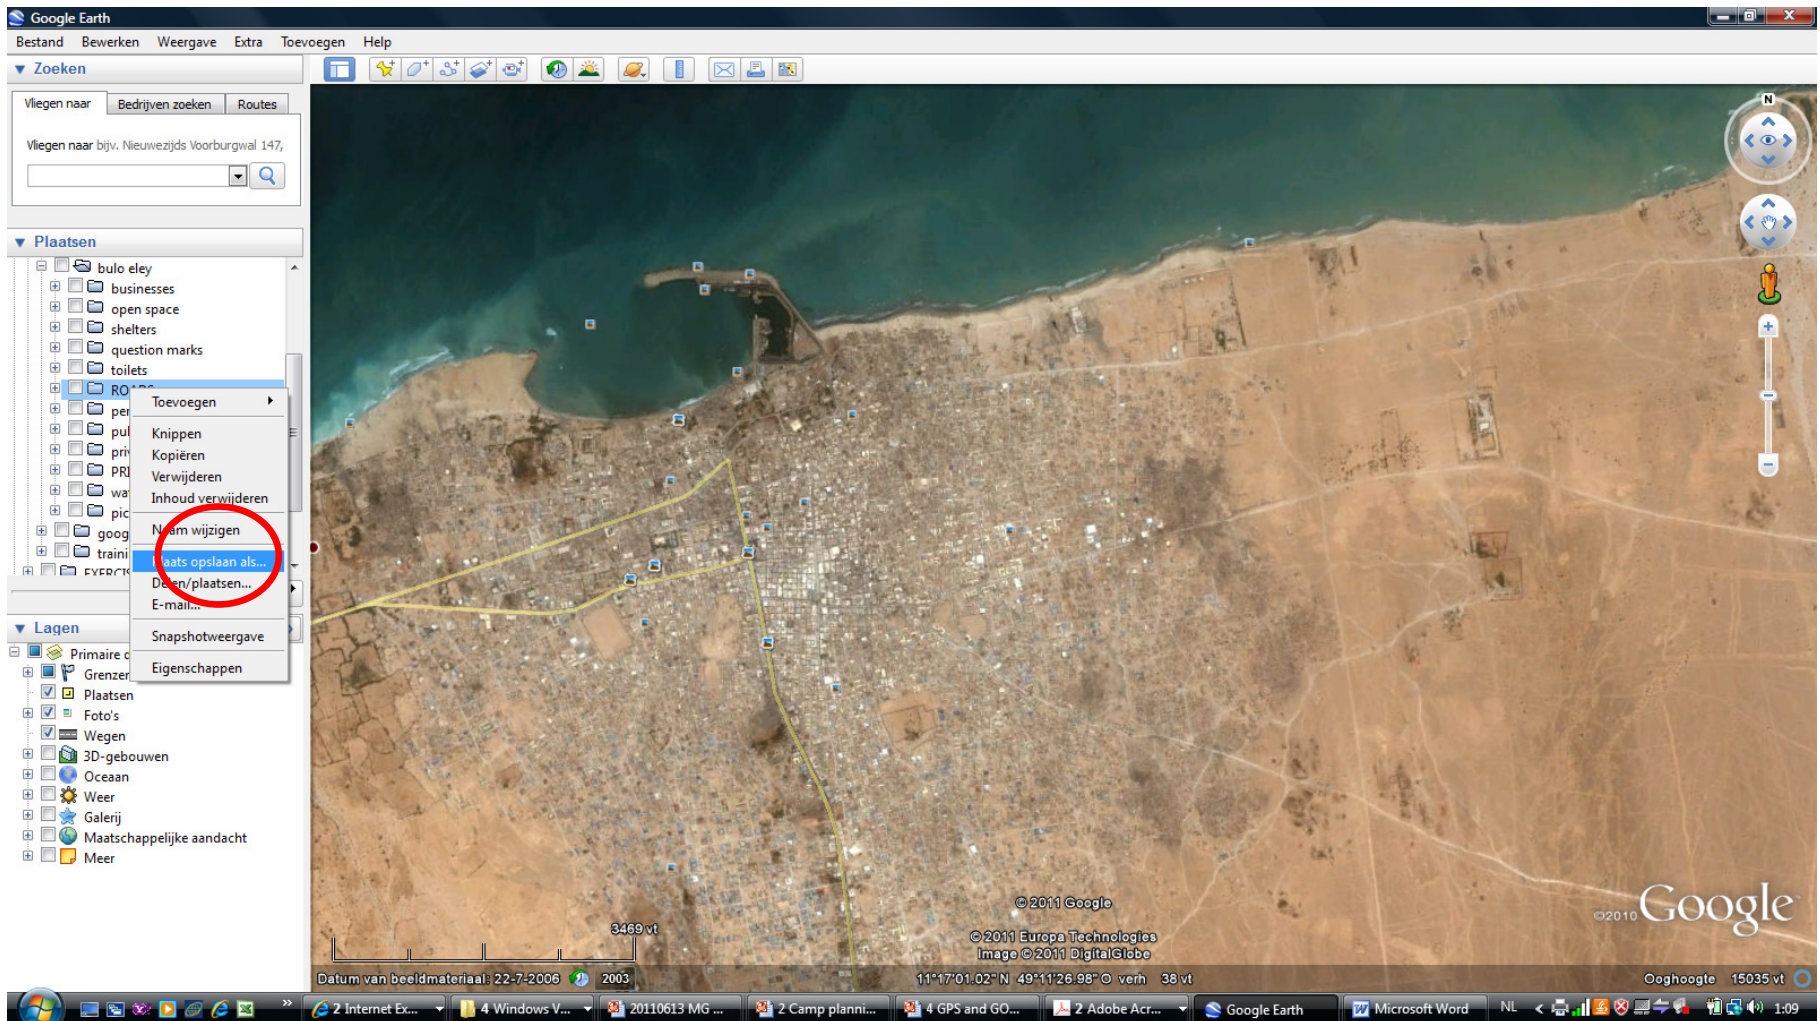 Google Earth
Bestand Bewerken Weergave Extra Toevoegen Help
Zoeken
Vliegen naar Bedrijven zoeken Routes
Vliegen naar bijv. Nieuwezijds Voorburgwal 147,
Plaatsen
bulo eley
businesses
open space
shelters
question marks
toilets
Toevoegen
Knippen
Kopiëren
Verwijderen
Inhoud verwijderen
Naam wijzigen
Plaats opslaan als...
Delen/plaatsen...
E-mail...
Snapshotweergave
Eigenschappen
Lagen
Primaire
Plaatsen
Foto's
Wegen
3D-gebouwen
Oceaan
Weer
Galerij
Maatschappelijke aandacht
Meer
N
3469 vt
© 2011 Google
© 2011 Europa Technologies
Image © 2011 DigitalGlobe
©2010 Google
Datum van beeldmateriaal: 22-7-2006 2003
11°17'01.02" N 49°11'26.98" O verh 38 vt
Ooghoogte 15035 vt
2 Internet Ex... 4 Windows V... 20110613 MG ... 2 Camp planni... 4 GPS and GO... 2 Adobe Acr... Google Earth Microsoft Word NL 1:09